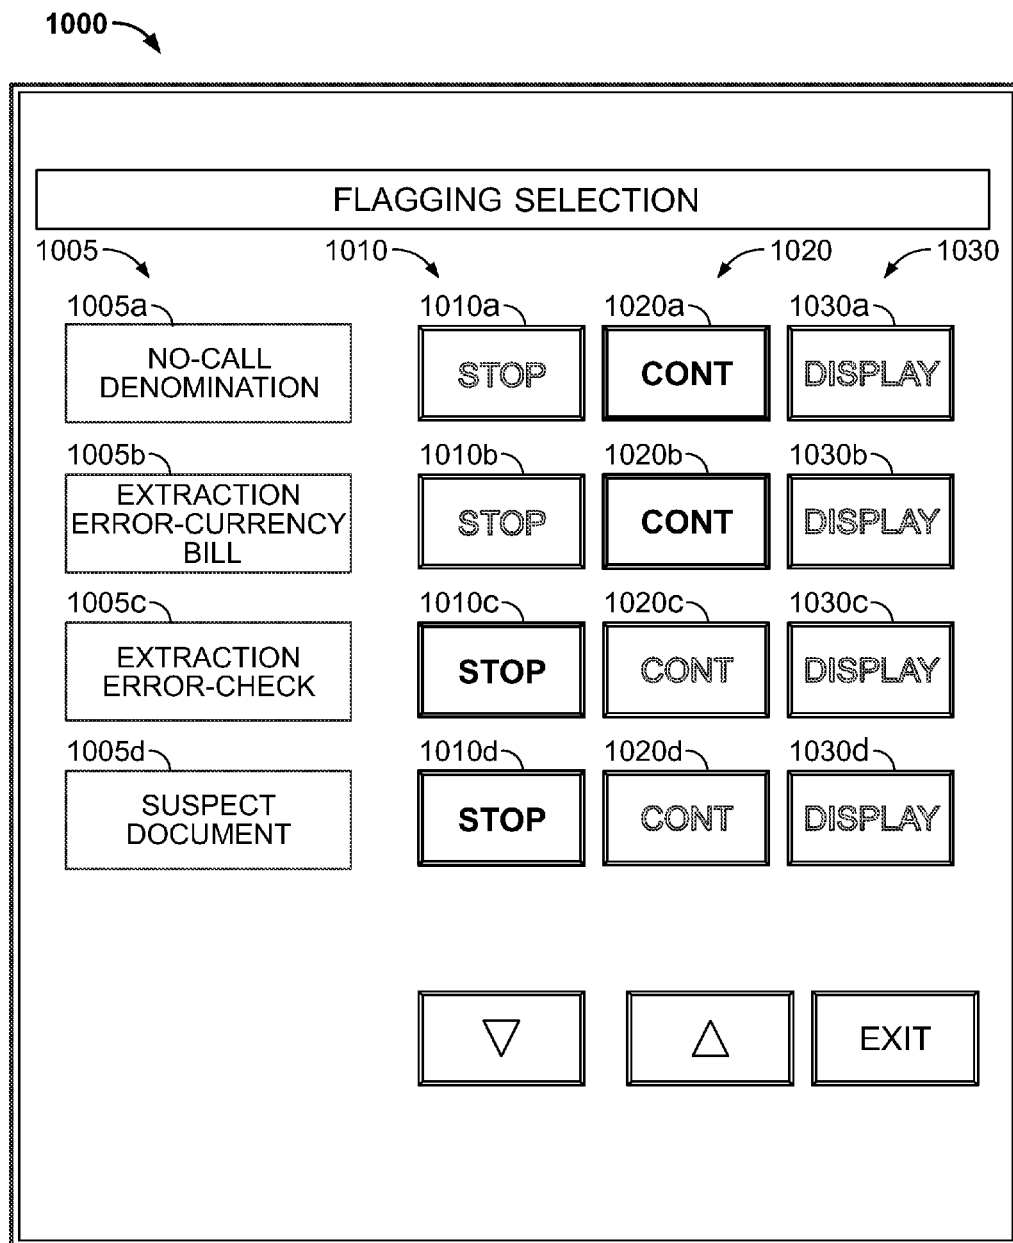 1000
FLAGGING SELECTION
1005 1010 1020 1030
1005a 1010a 1020a 1030a
NO-CALL
DENOMINATION
STOP CONT DISPLAY
1005b 1010b 1020b 1030b
EXTRACTION
ERROR-CURRENCY
BILL
STOP CONT DISPLAY
1005c 1010c 1020c 1030c
EXTRACTION
ERROR-CHECK
STOP CONT DISPLAY
1005d 1010d 1020d 1030d
SUSPECT
DOCUMENT
STOP CONT DISPLAY
EXIT